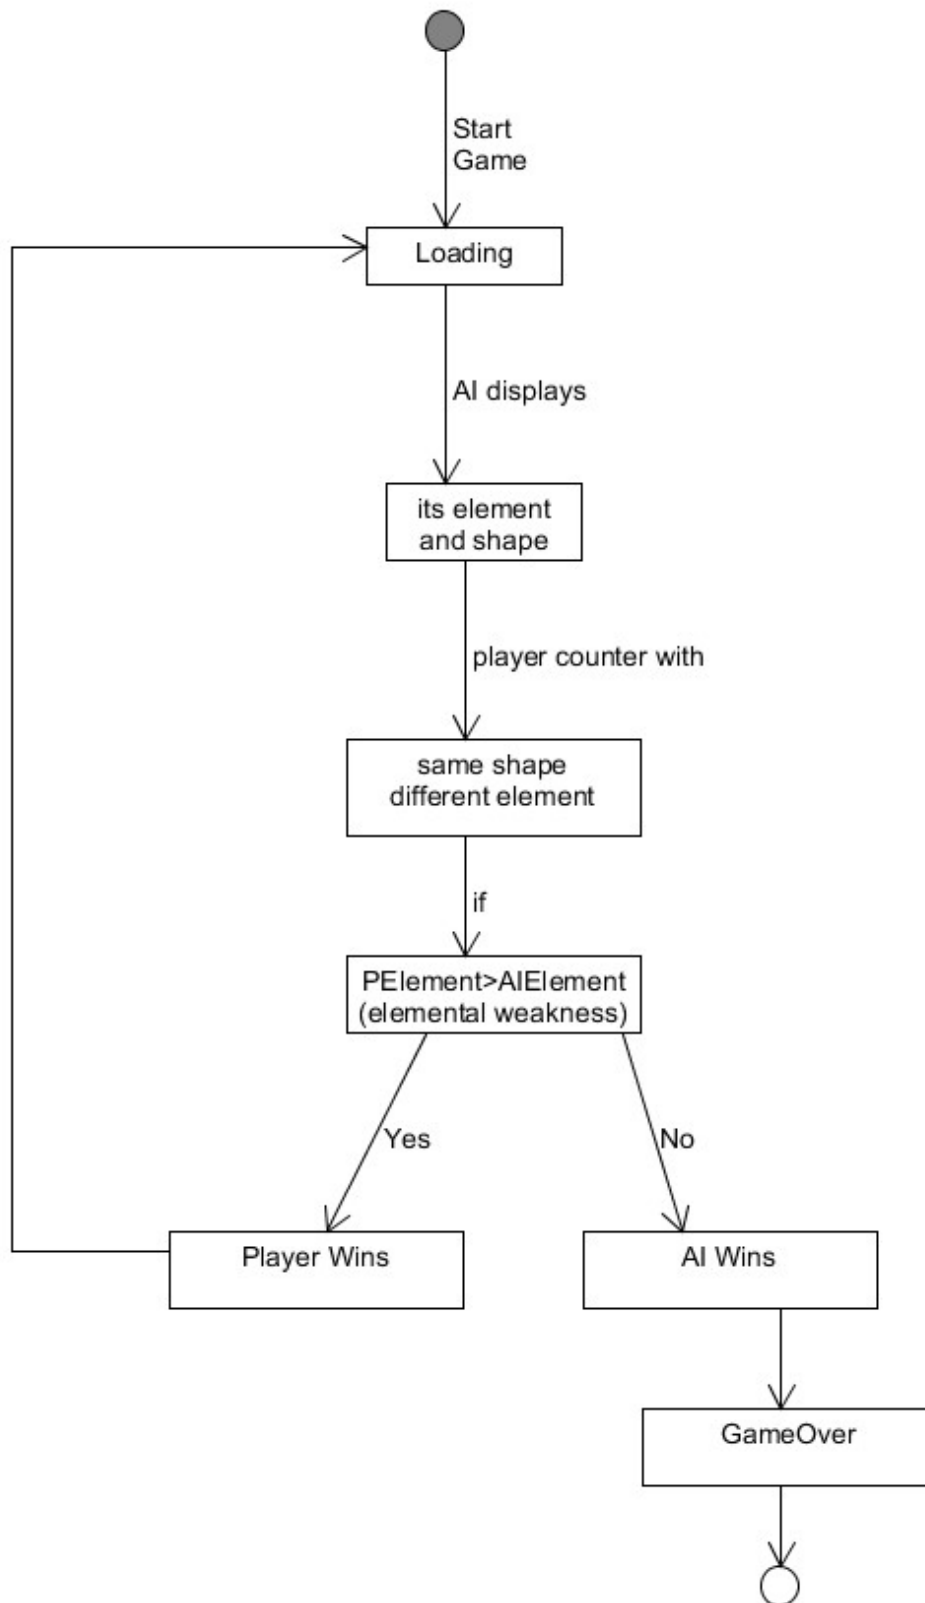 Start
Game
Loading
AI displays
its element
and shape
player counter with
same shape
different element
if
PElement>AIElement
(elemental weakness)
Yes
No
Player Wins
AI Wins
GameOver